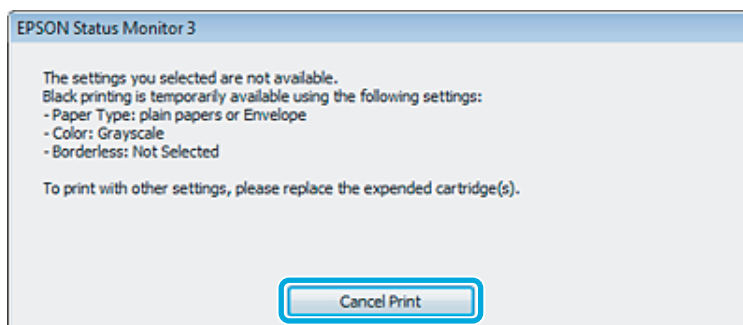 EPSON Status Monitor 3
The settings you selected are not available.
Black printing is temporarily available using the following settings:
- Paper Type: plain papers or Envelope
- Color: Grayscale
- Borderless: Not Selected
To print with other settings, please replace the expended cartridge(s).
Cancel Print